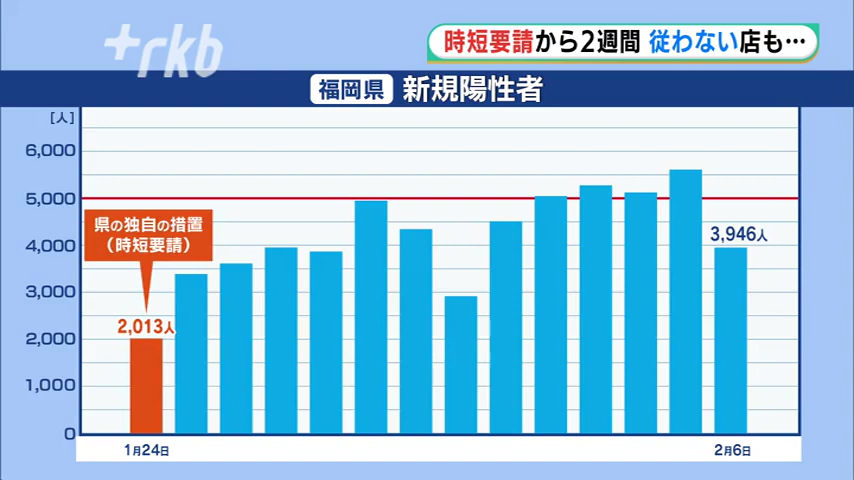 +rkb
時短要請から2週間 従わない店も…
福岡県 新規陽性者
[人]
6,000
5,000
4,000
3,000
2,000
1,000
0
県の独自の措置
(時短要請)
2,013人
3,946人
1月24日
2月6日